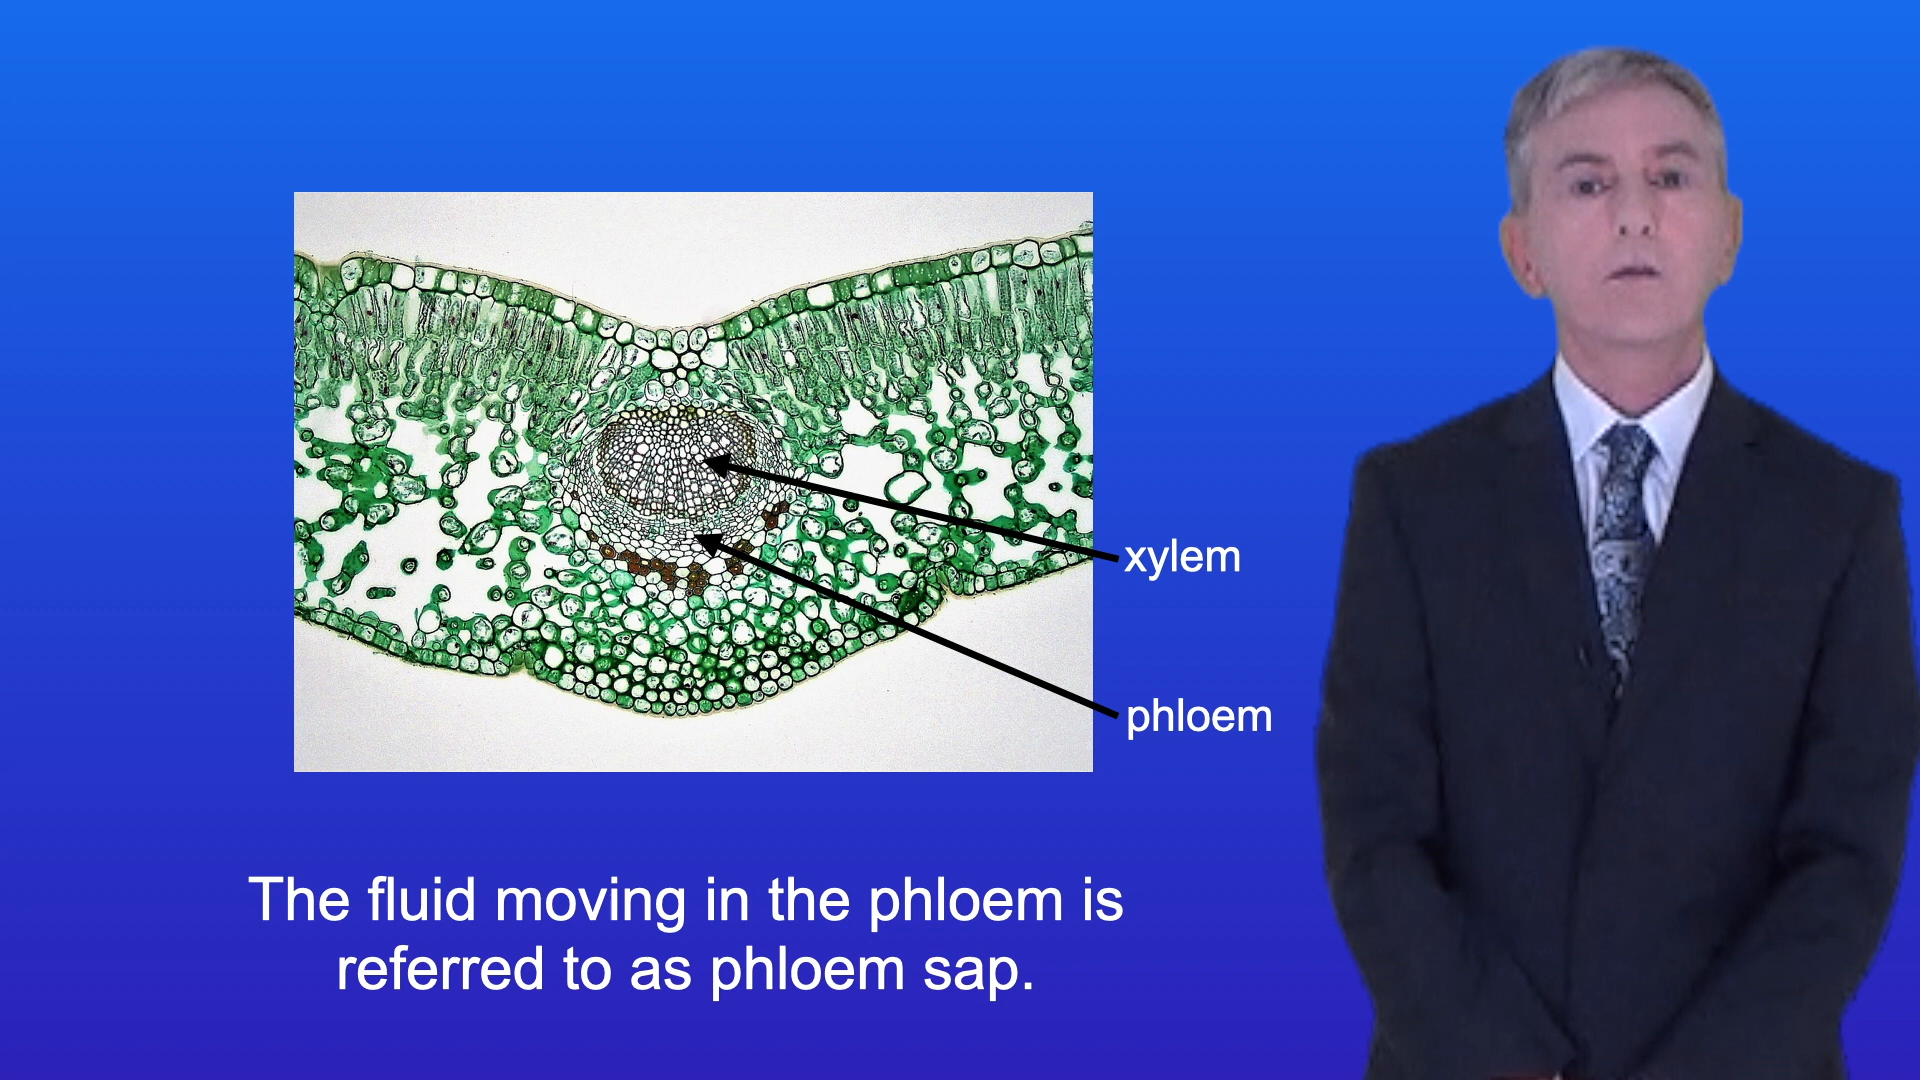 xylem
phloem
The fluid moving in the phloem is
referred to as phloem sap.